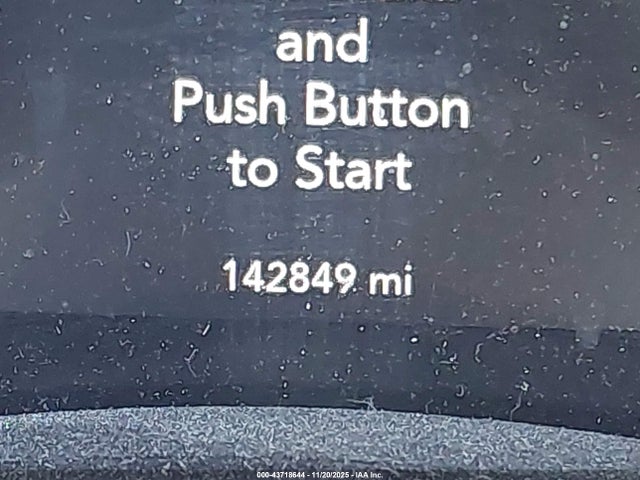 and
Push Button
to Start
142849 mi
000-43718644 - 11/20/2025 - IAA Inc.